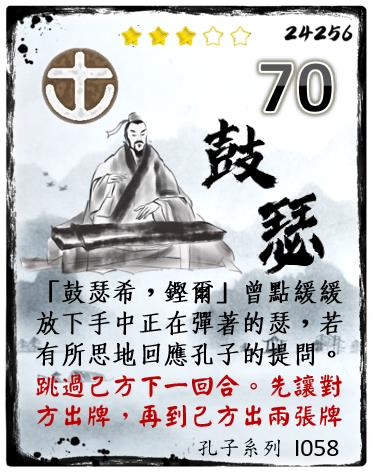 24256
70
鼓瑟
「鼓瑟希，鏗爾」曾點緩緩
放下手中正在彈著的瑟，若
有所思地回應孔子的提問。
跳過己方下一回合。先讓對
方出牌，再到己方出兩張牌
孔子系列 I058